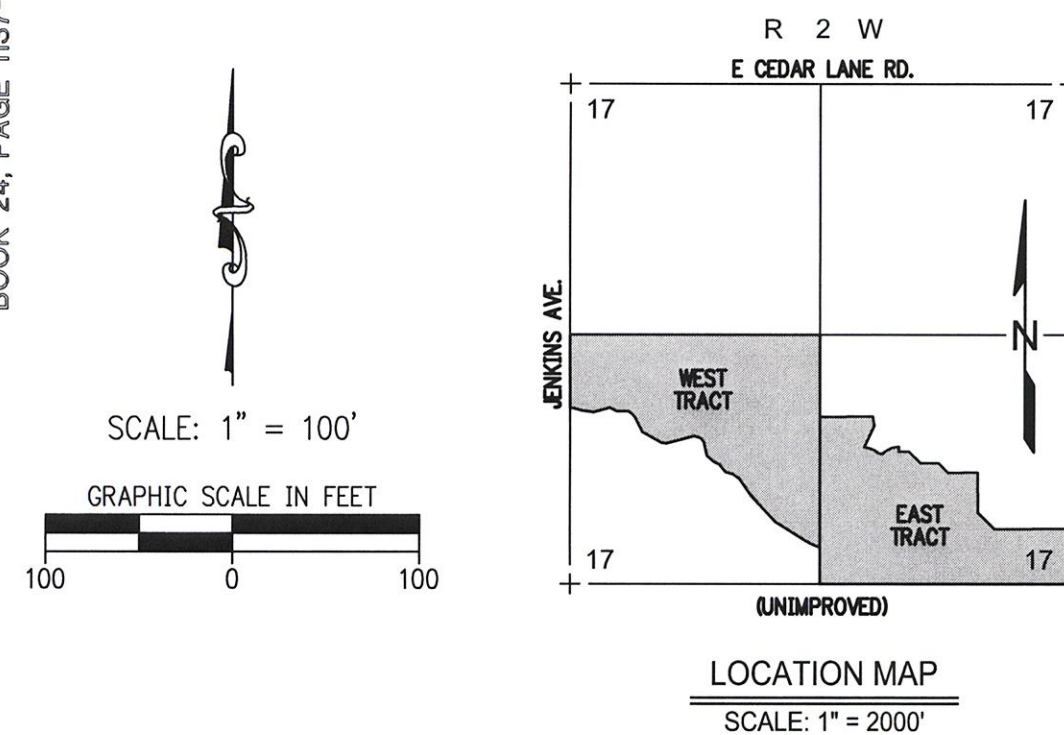 BOOK 24, PAGE
SCALE: 1" = 100'
GRAPHIC SCALE IN FEET
100 0 100
R 2 W
E CEDAR LANE RD.
17 17
JENKINS AVE.
N
WEST
TRACT
EAST
TRACT
17 17
(UNIMPROVED)
LOCATION MAP
SCALE: 1" = 2000'